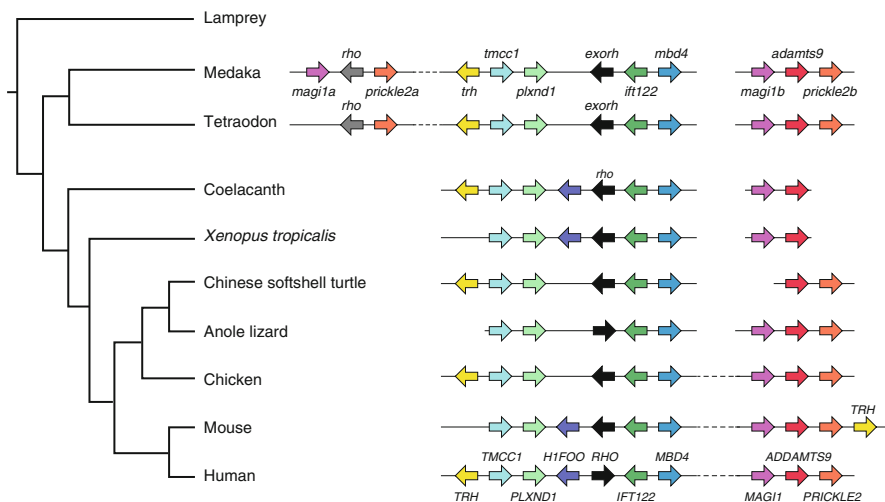 Lamprey
rho tmcc1 exorh mbd4 adamts9
Medaka
magi1a prickle2a trh plxnd1 ift122 magi1b prickle2b
rho exorh
Tetraodon
rho
Coelacanth
Xenopus tropicalis
Chinese softshell turtle
Anole lizard
Chicken
TRH
Mouse
TMCC1 H1FOO RHO MBD4 ADDAMTS9
Human
TRH PLXND1 IFT122 MAGI1 PRICKLE2